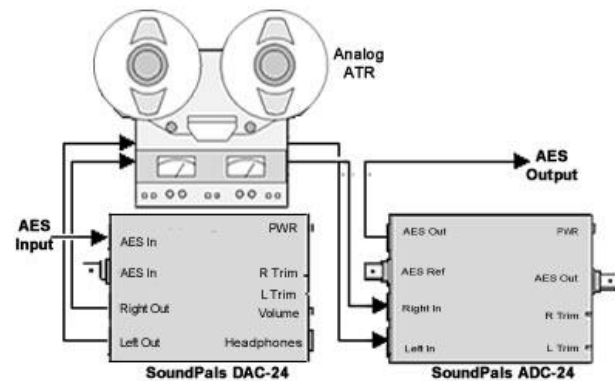 Analog
ATR
AES
Output
AES
Input
AES In
PWR
AES In
R Trim
L Trim
Right Out
Volume
Left Out
Headphones
SoundPals DAC-24
AES Out
PWR
AES Ref
AES Out
Right In
R Trim
Left In
L Trim
SoundPals ADC-24